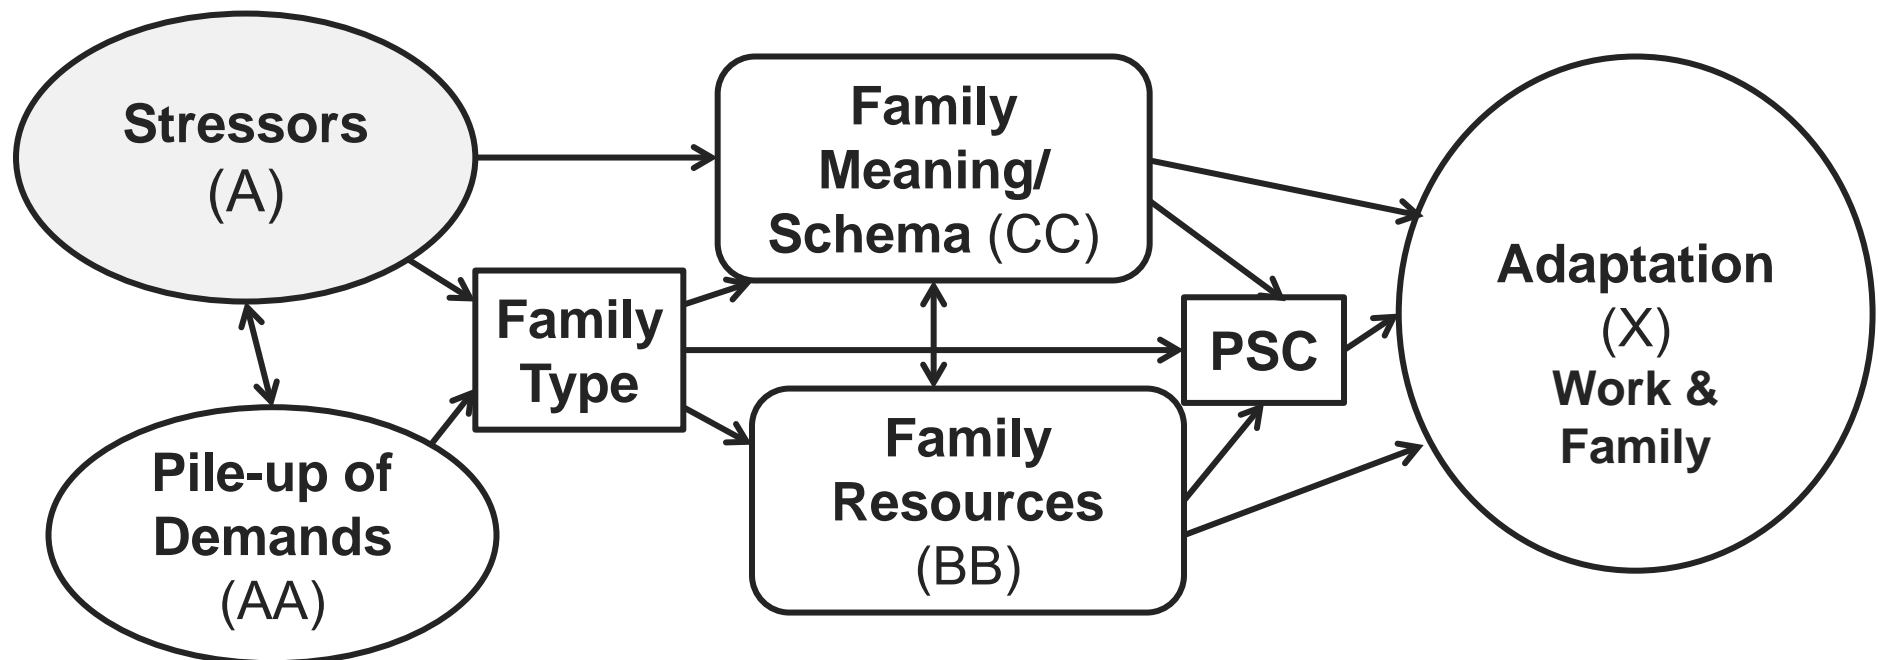 Stressors
(A)
Pile-up of
Demands
(AA)
Family
Type
Family
Meaning/
Schema (CC)
Family
Resources
(BB)
PSC
Adaptation
(X)
Work &
Family